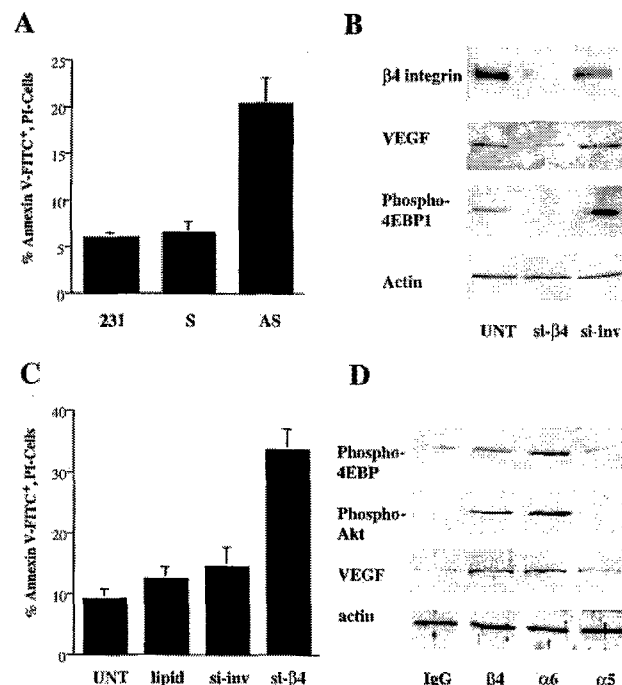 A
% Annexin V-FITC⁺, PI-Cells
25
20
15
10
5
0
231 S AS
B
β4 integrin
VEGF
Phospho-
4EBP1
Actin
UNT si-β4 si-inv
C
% Annexin V-FITC⁺, PI-Cells
40
30
20
10
0
UNT lipid si-inv si-β4
D
Phospho-
4EBP
Phospho-
Akt
VEGF
actin
IgG β4 α6 α5